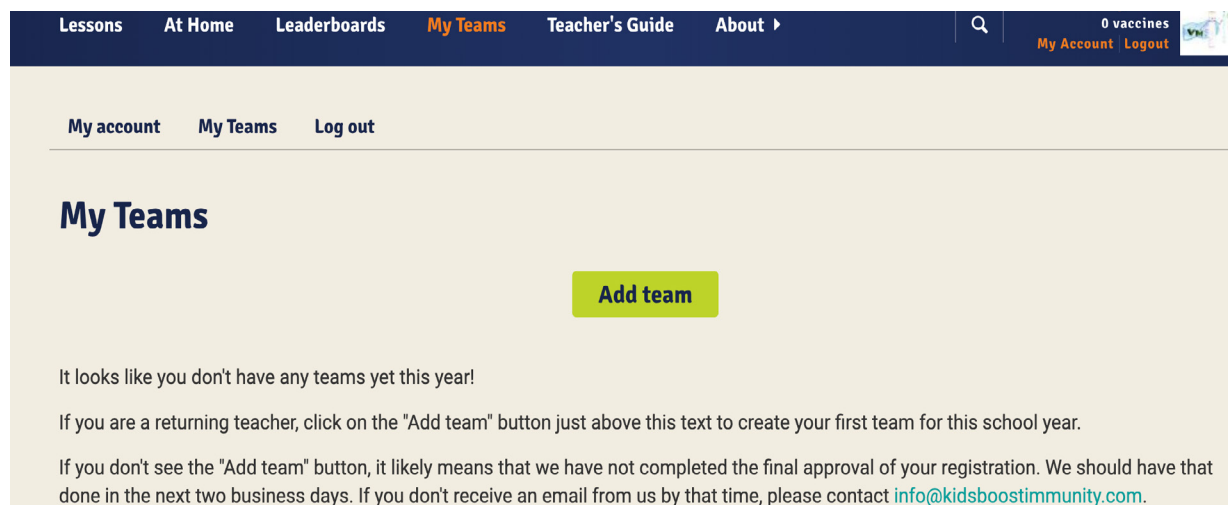 Lessons At Home Leaderboards My Teams Teacher's Guide About 0 vaccines
My Account Logout
VM
My account My Teams Log out
My Teams
Add team
It looks like you don't have any teams yet this year!
If you are a returning teacher, click on the "Add team" button just above this text to create your first team for this school year.
If you don't see the "Add team" button, it likely means that we have not completed the final approval of your registration. We should have that
done in the next two business days. If you don't receive an email from us by that time, please contact info@kidsboostimmunity.com.